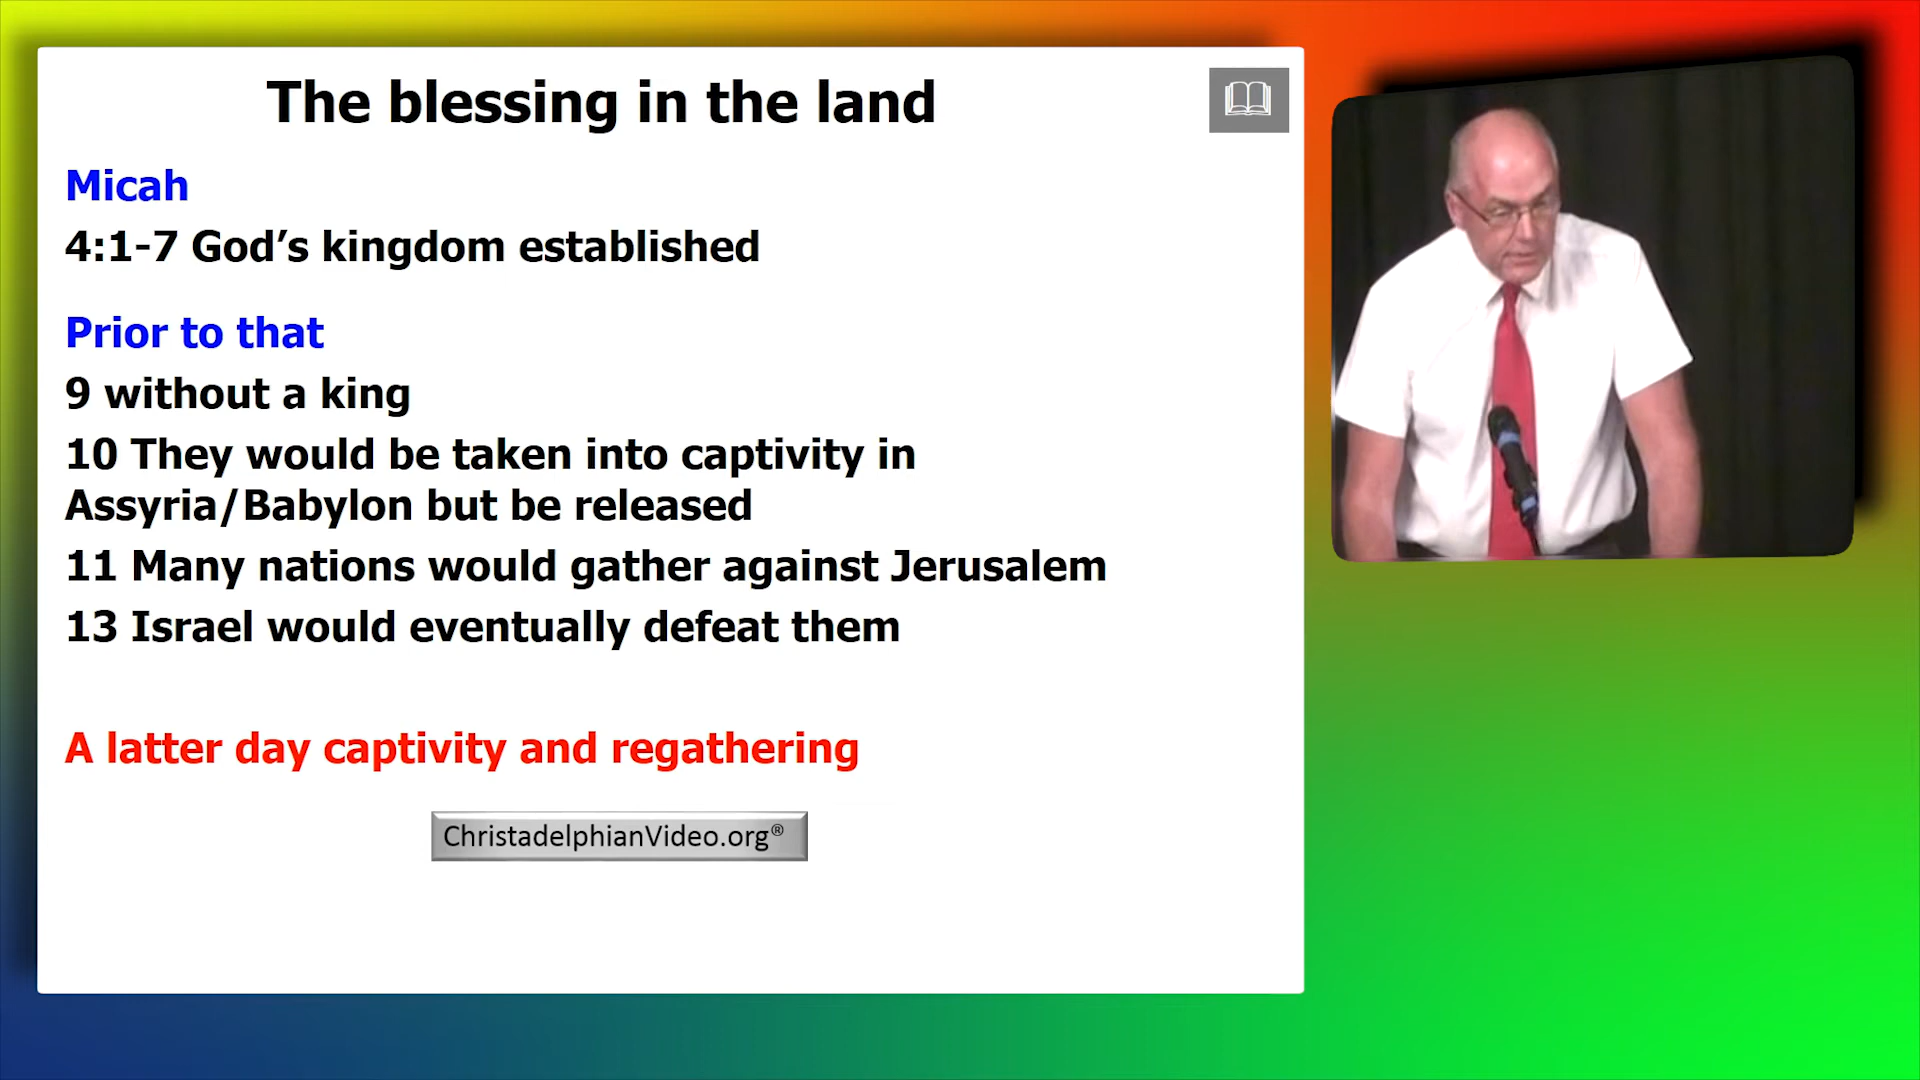 The blessing in the land
Micah
4:1-7 God’s kingdom established
Prior to that
9 without a king
10 They would be taken into captivity in
Assyria/Babylon but be released
11 Many nations would gather against Jerusalem
13 Israel would eventually defeat them
A latter day captivity and regathering
ChristadelphianVideo.org®